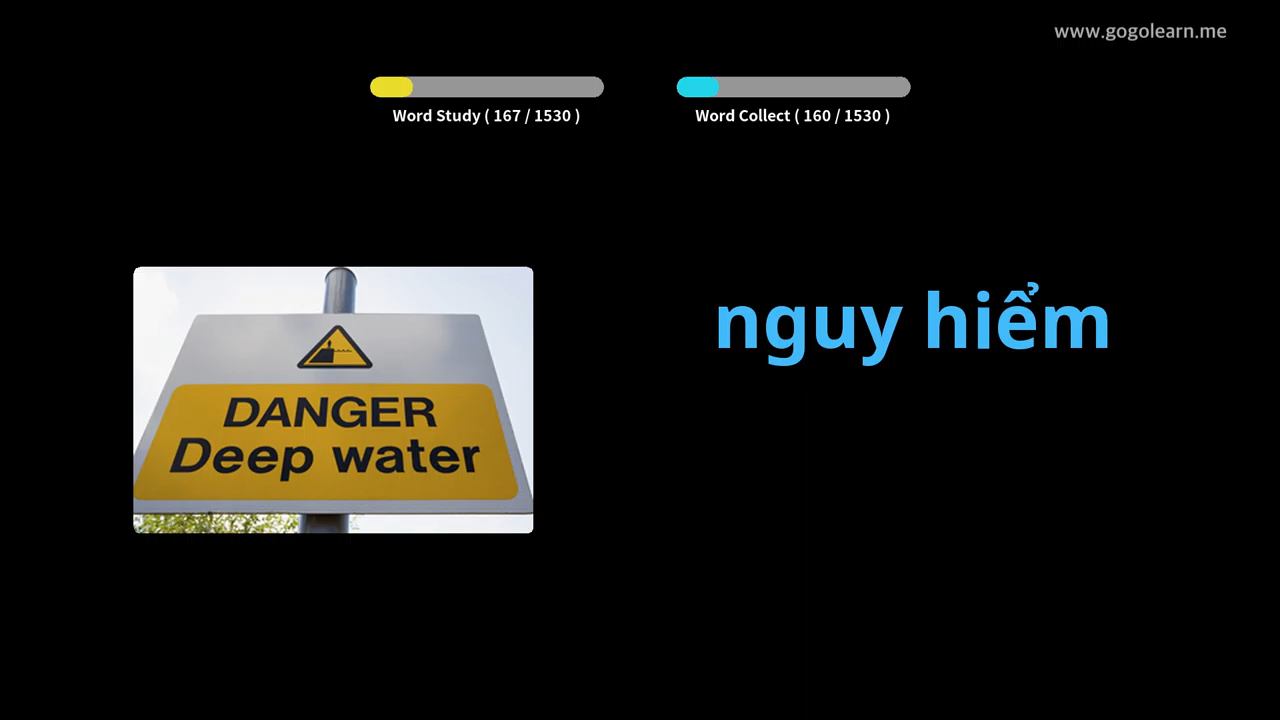 www.gogolearn.me
Word Study ( 167 / 1530 )
Word Collect ( 160 / 1530 )
nguy hiểm
DANGER
Deep water